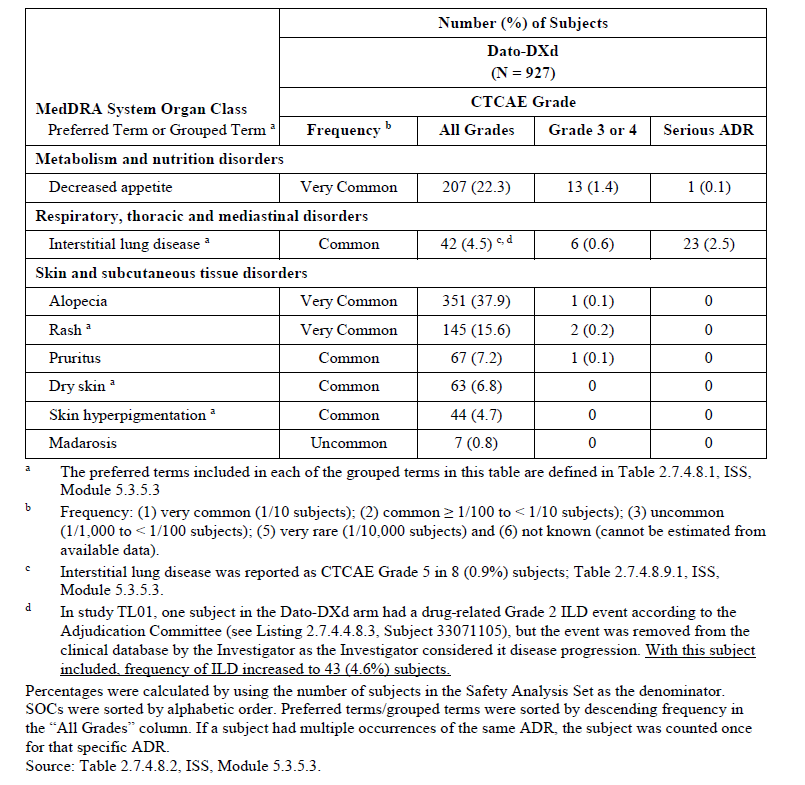 Number (%) of Subjects
Dato-DXd
(N = 927)
MedDRA System Organ Class
CTCAE Grade
Preferred Term or Grouped Term a Frequency b All Grades Grade 3 or 4 Serious ADR
Metabolism and nutrition disorders
Decreased appetite Very Common 207 (22.3) 13 (1.4) 1 (0.1)
Respiratory, thoracic and mediastinal disorders
Interstitial lung disease a Common 42 (4.5) c, d 6 (0.6) 23 (2.5)
Skin and subcutaneous tissue disorders
Alopecia Very Common 351 (37.9) 1 (0.1) 0
Rash a Very Common 145 (15.6) 2 (0.2) 0
Pruritus Common 67 (7.2) 1 (0.1) 0
Dry skin a Common 63 (6.8) 0 0
Skin hyperpigmentation a Common 44 (4.7) 0 0
Madarosis Uncommon 7 (0.8) 0 0
a The preferred terms included in each of the grouped terms in this table are defined in Table 2.7.4.8.1, ISS,
Module 5.3.5.3
b Frequency: (1) very common (1/10 subjects); (2) common ≥ 1/100 to < 1/10 subjects); (3) uncommon
(1/1,000 to < 1/100 subjects); (5) very rare (1/10,000 subjects) and (6) not known (cannot be estimated from
available data).
c Interstitial lung disease was reported as CTCAE Grade 5 in 8 (0.9%) subjects; Table 2.7.4.8.9.1, ISS,
Module 5.3.5.3.
d In study TL01, one subject in the Dato-DXd arm had a drug-related Grade 2 ILD event according to the
Adjudication Committee (see Listing 2.7.4.4.8.3, Subject 33071105), but the event was removed from the
clinical database by the Investigator as the Investigator considered it disease progression. With this subject
included, frequency of ILD increased to 43 (4.6%) subjects.
Percentages were calculated by using the number of subjects in the Safety Analysis Set as the denominator.
SOCs were sorted by alphabetic order. Preferred terms/grouped terms were sorted by descending frequency in
the “All Grades” column. If a subject had multiple occurrences of the same ADR, the subject was counted once
for that specific ADR.
Source: Table 2.7.4.8.2, ISS, Module 5.3.5.3.